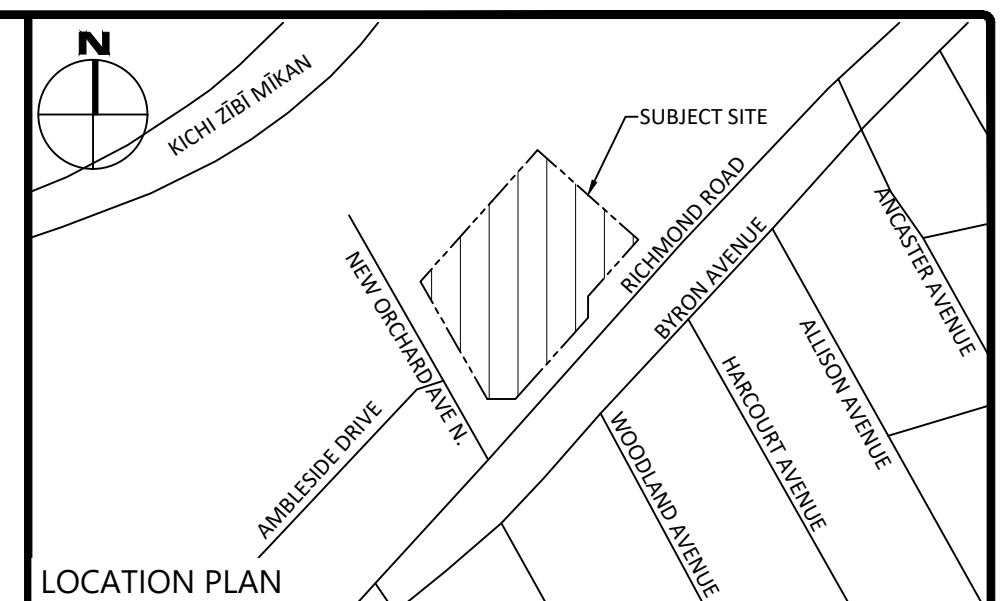 N
KICHI ZĪBĪ MĪKAN
SUBJECT SITE
RICHMOND ROAD
BYRON AVENUE
ANCASTER AVENUE
NEW ORCHARD AVE N.
ALLISON AVENUE
HARCOURT AVENUE
AMBLESIDE DRIVE
WOODLAND AVENUE
LOCATION PLAN